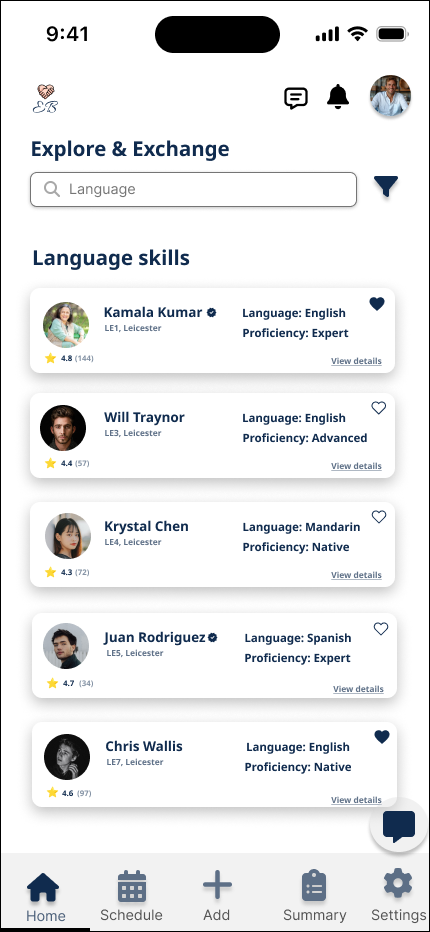 9:41
EB
Explore & Exchange
Language
Language skills
Kamala Kumar
LE1, Leicester
Language: English
Proficiency: Expert
4.8 (144)
View details
Will Traynor
LE3, Leicester
Language: English
Proficiency: Advanced
4.4 (57)
View details
Krystal Chen
LE4, Leicester
Language: Mandarin
Proficiency: Native
4.3 (72)
View details
Juan Rodriguez
LE5, Leicester
Language: Spanish
Proficiency: Expert
4.7 (34)
View details
Chris Wallis
LE7, Leicester
Language: English
Proficiency: Native
4.6 (97)
View details
Home Schedule Add Summary Settings